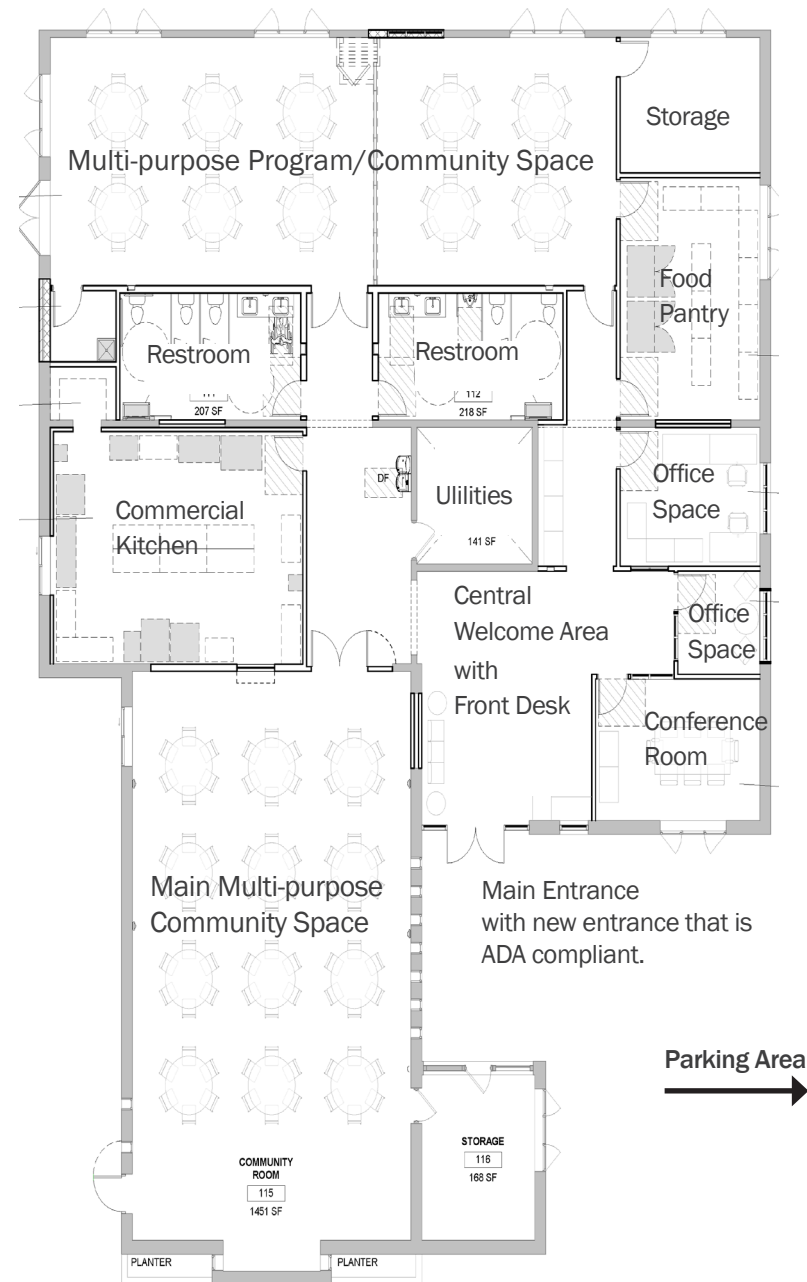 Storage
Multi-purpose Program/Community Space
Food
Pantry
Restroom
207 SF
Restroom
112
218 SF
DF
Ulilities
141 SF
Office
Space
Commercial
Kitchen
Central
Welcome Area
with
Front Desk
Office
Space
Conference
Room
Main Multi-purpose
Community Space
Main Entrance
with new entrance that is
ADA compliant.
Parking Area
COMMUNITY
ROOM
115
1451 SF
STORAGE
116
168 SF
PLANTER
PLANTER